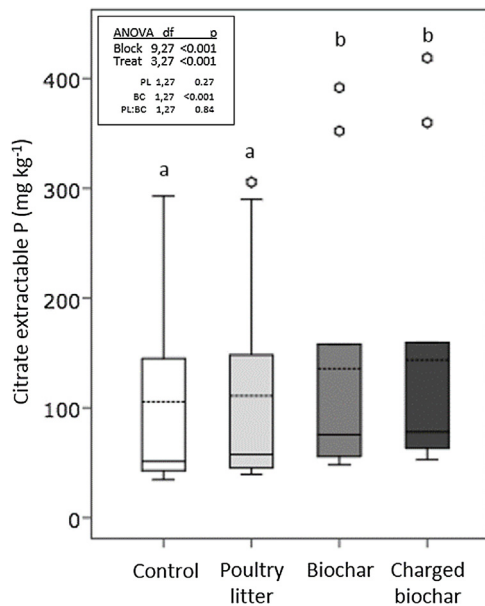 ANOVA df p
Block 9,27 <0.001
Treat 3,27 <0.001
PL 1,27 0.27
BC 1,27 <0.001
PL:BC 1,27 0.84
b b
a a
400
300
200
100
0
Citrate extractable P (mg kg-1)
Control Poultry Biochar Charged
litter biochar